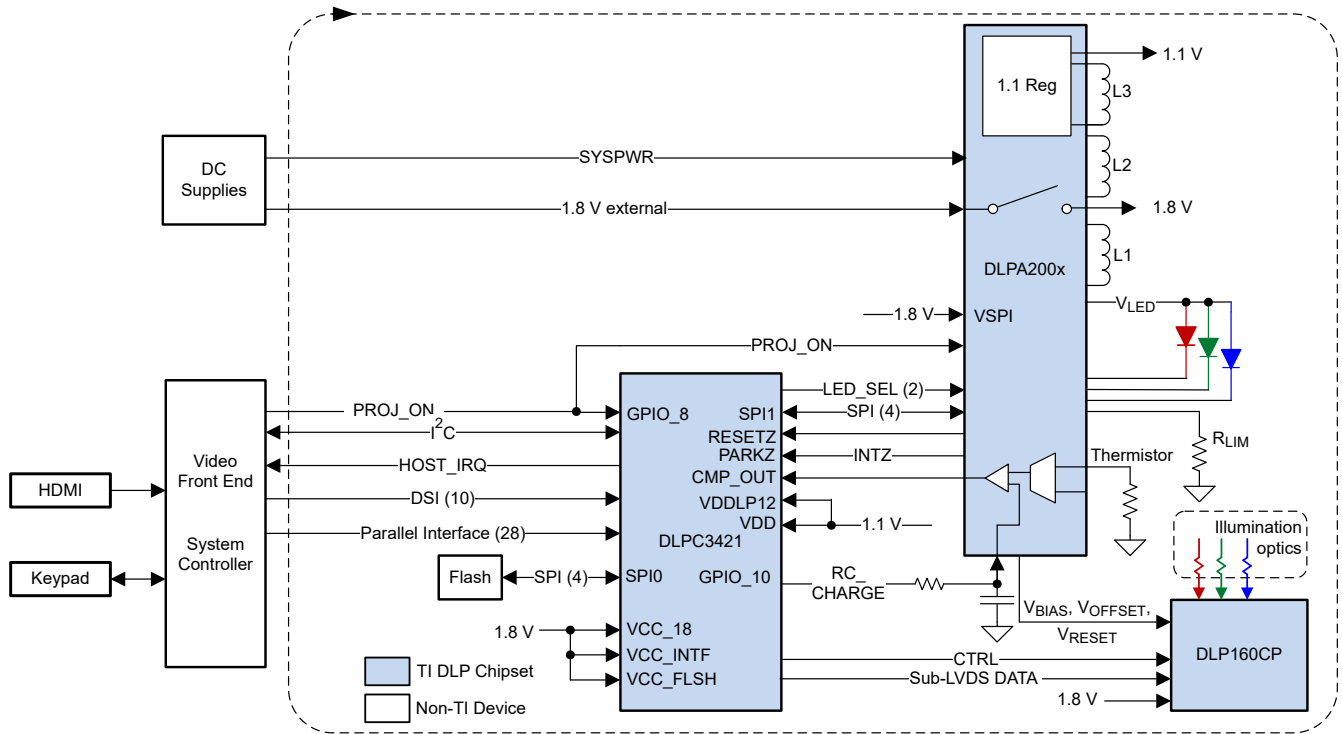 1.1 Reg
1.1 V
L3
DC
Supplies
SYSPWR
L2
1.8 V external
1.8 V
L1
DLPA200x
VLED
1.8 V
VSPI
PROJ_ON
LED_SEL (2)
PROJ_ON
GPIO_8
SPI1
SPI (4)
I2C
RESETZ
RLIM
Video
Front End
System
Controller
HOST_IRQ
PARKZ
INTZ
Thermistor
HDMI
CMP_OUT
DSI (10)
VDDLP12
VDD
1.1 V
Parallel Interface (28)
DLPC3421
Illumination
optics
Keypad
Flash
SPI (4)
SPI0
GPIO_10
RC_
CHARGE
VBIAS, VOFFSET,
VRESET
1.8 V
VCC_18
VCC_INTF
VCC_FLSH
DLP160CP
CTRL
Sub-LVDS DATA
1.8 V
TI DLP Chipset
Non-TI Device